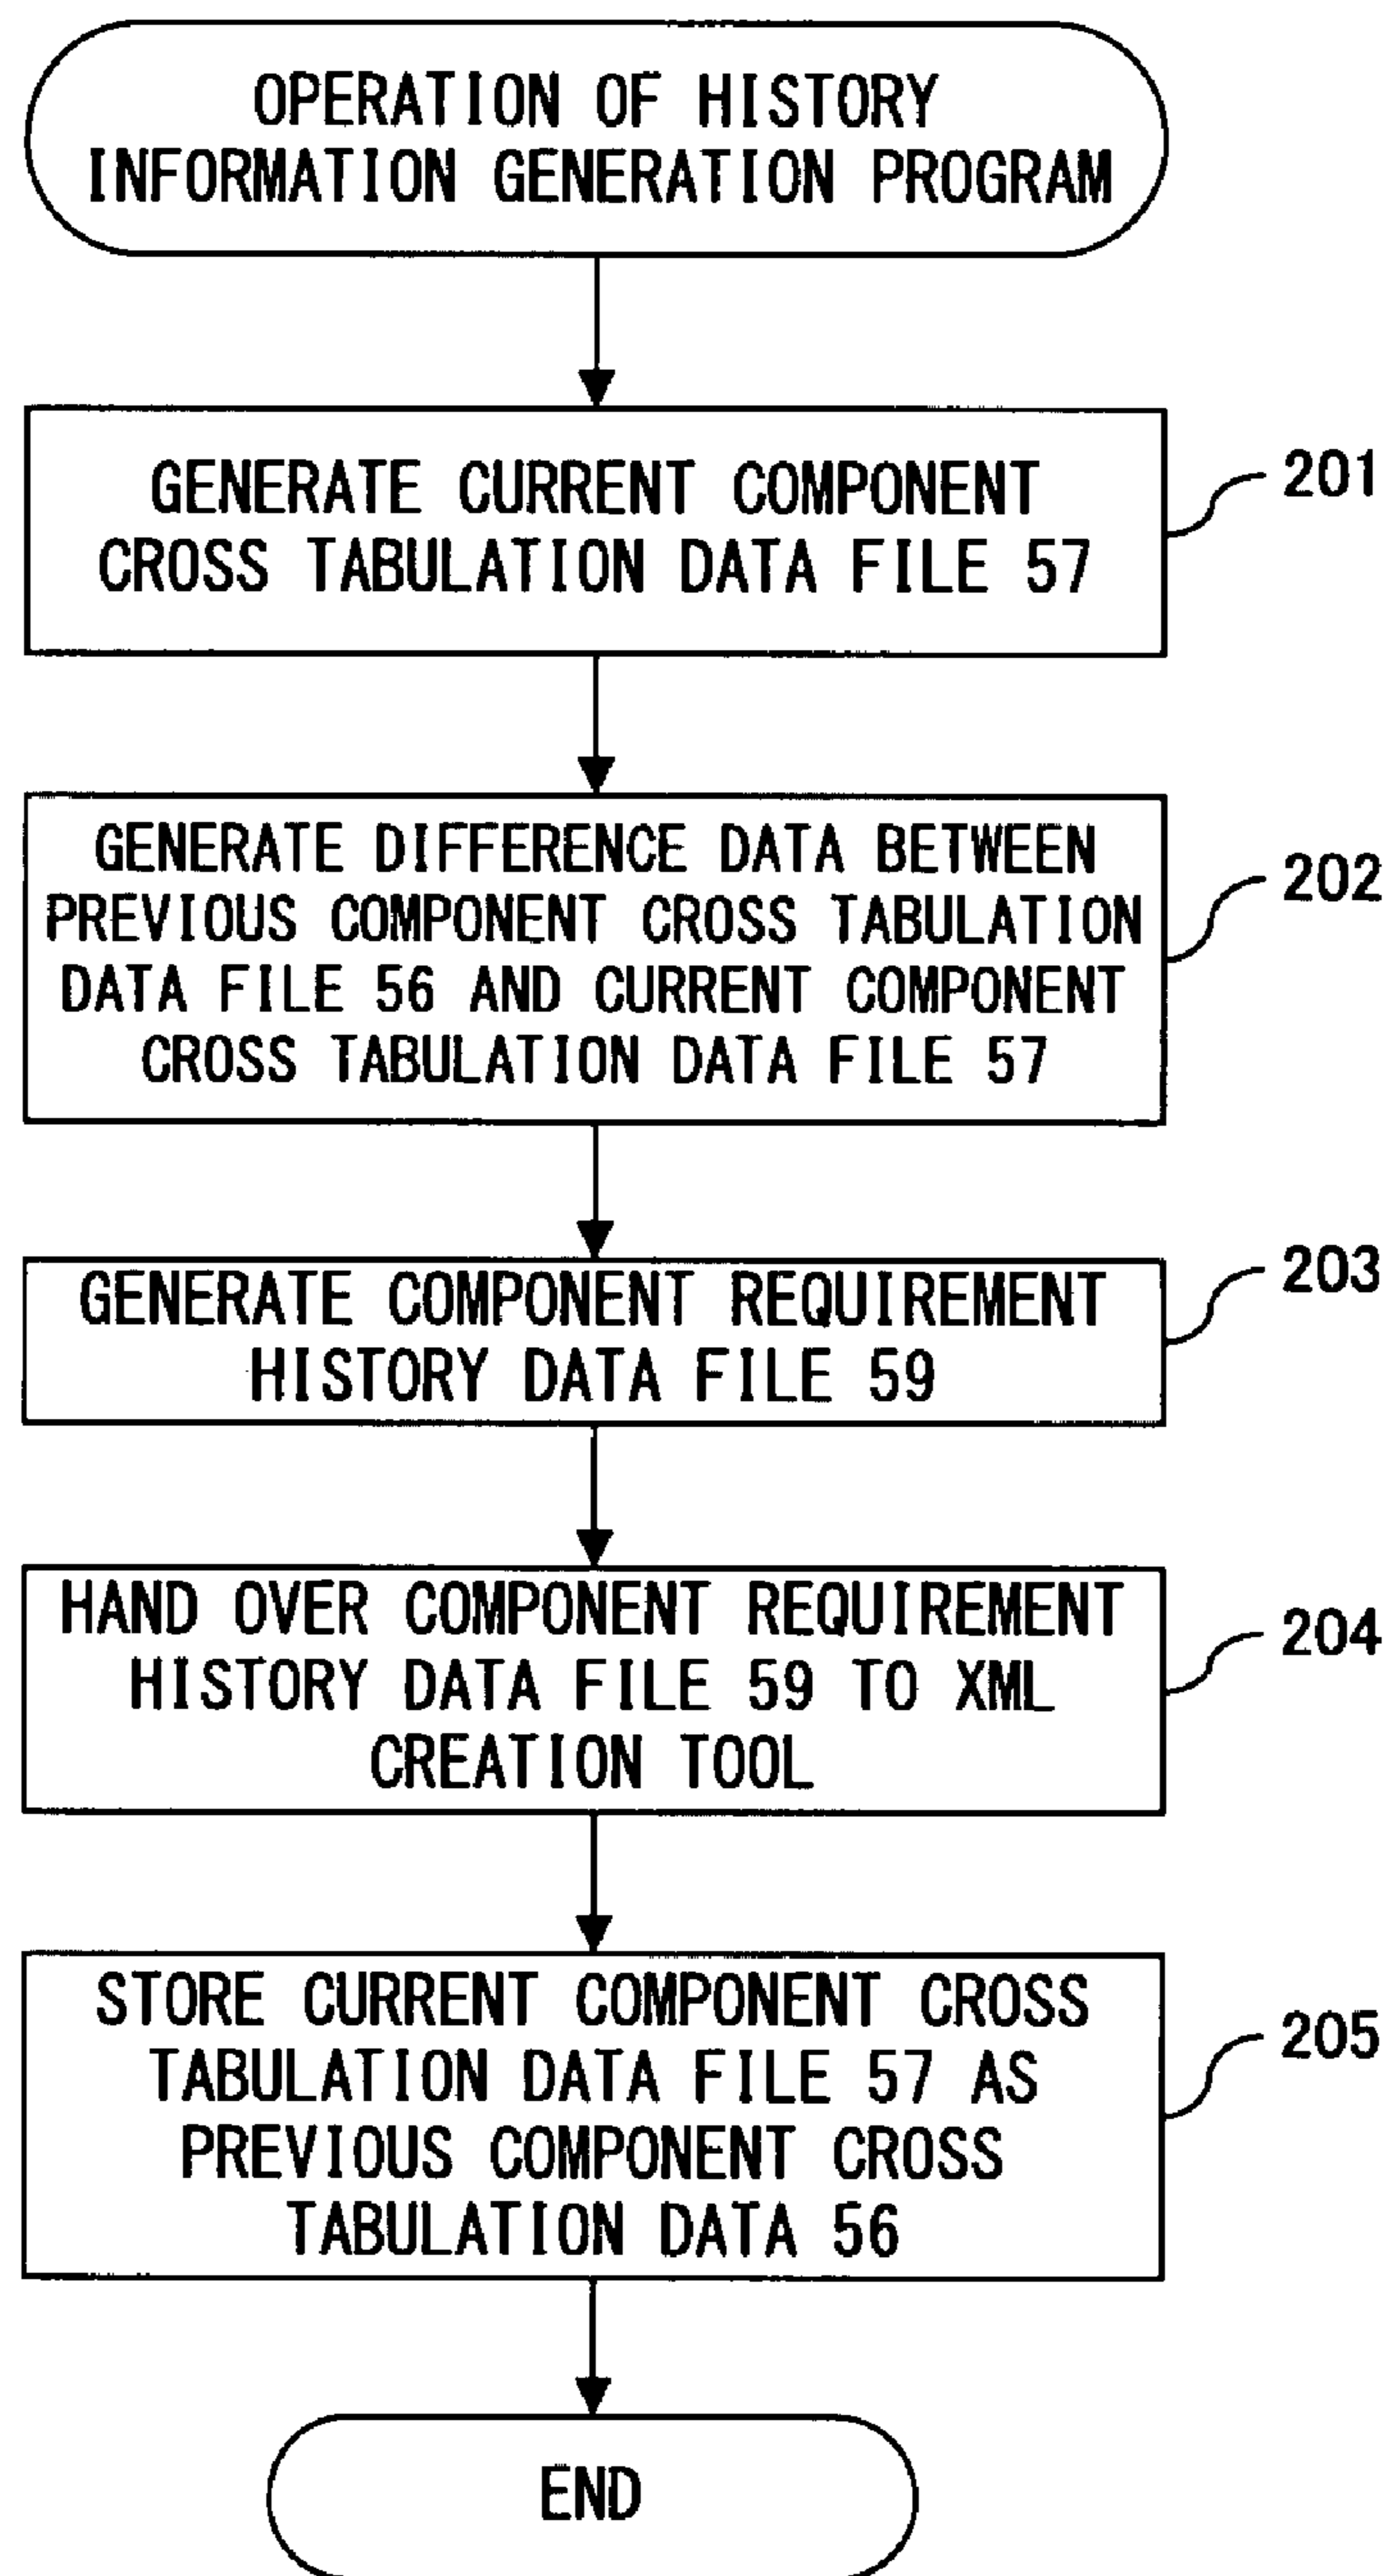 OPERATION OF HISTORY
INFORMATION GENERATION PROGRAM
GENERATE CURRENT COMPONENT
CROSS TABULATION DATA FILE 57
201
GENERATE DIFFERENCE DATA BETWEEN
PREVIOUS COMPONENT CROSS TABULATION
DATA FILE 56 AND CURRENT COMPONENT
CROSS TABULATION DATA FILE 57
202
GENERATE COMPONENT REQUIREMENT
HISTORY DATA FILE 59
203
HAND OVER COMPONENT REQUIREMENT
HISTORY DATA FILE 59 TO XML
CREATION TOOL
204
STORE CURRENT COMPONENT CROSS
TABULATION DATA FILE 57 AS
PREVIOUS COMPONENT CROSS
TABULATION DATA 56
205
END